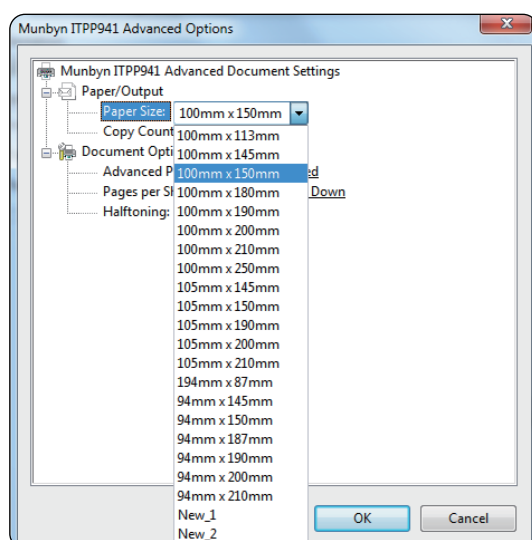 Munbyn ITPP941 Advanced Options
Munbyn ITPP941 Advanced Document Settings
Paper/Output
Paper Size: 100mm x 150mm
Copy Count
100mm x 113mm
Document Opti
100mm x 145mm
Advanced P
100mm x 150mm
ed
Pages per Sh
100mm x 180mm
Down
Halftoning:
100mm x 190mm
100mm x 200mm
100mm x 210mm
100mm x 250mm
105mm x 145mm
105mm x 150mm
105mm x 190mm
105mm x 200mm
105mm x 210mm
194mm x 87mm
94mm x 145mm
94mm x 150mm
94mm x 187mm
94mm x 190mm
94mm x 200mm
94mm x 210mm
New_1
New_2
OK
Cancel